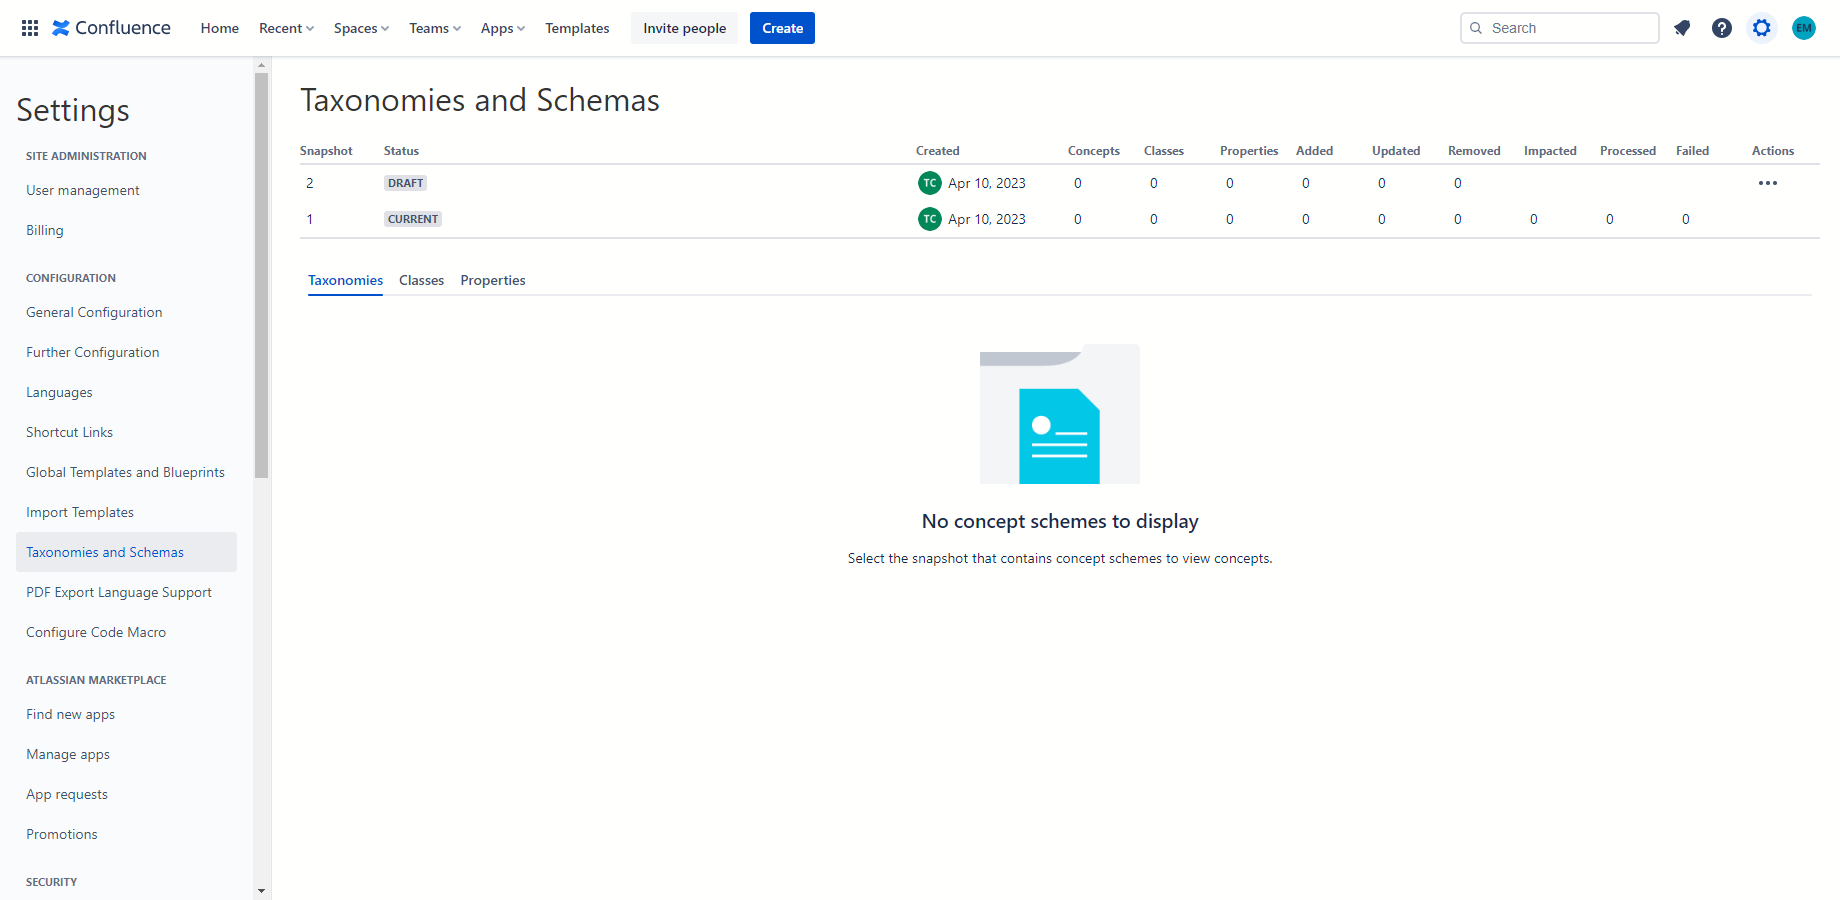 Confluence Home Recent Spaces Teams Apps Templates Invite people Create Search EM
Settings
SITE ADMINISTRATION
User management
Billing
CONFIGURATION
General Configuration
Further Configuration
Languages
Shortcut Links
Global Templates and Blueprints
Import Templates
Taxonomies and Schemas
PDF Export Language Support
Configure Code Macro
ATLASSIAN MARKETPLACE
Find new apps
Manage apps
App requests
Promotions
SECURITY
Taxonomies and Schemas
Snapshot Status Created Concepts Classes Properties Added Updated Removed Impacted Processed Failed Actions
2 DRAFT TC Apr 10, 2023 0 0 0 0 0 0
1 CURRENT TC Apr 10, 2023 0 0 0 0 0 0 0 0 0
Taxonomies Classes Properties
No concept schemes to display
Select the snapshot that contains concept schemes to view concepts.